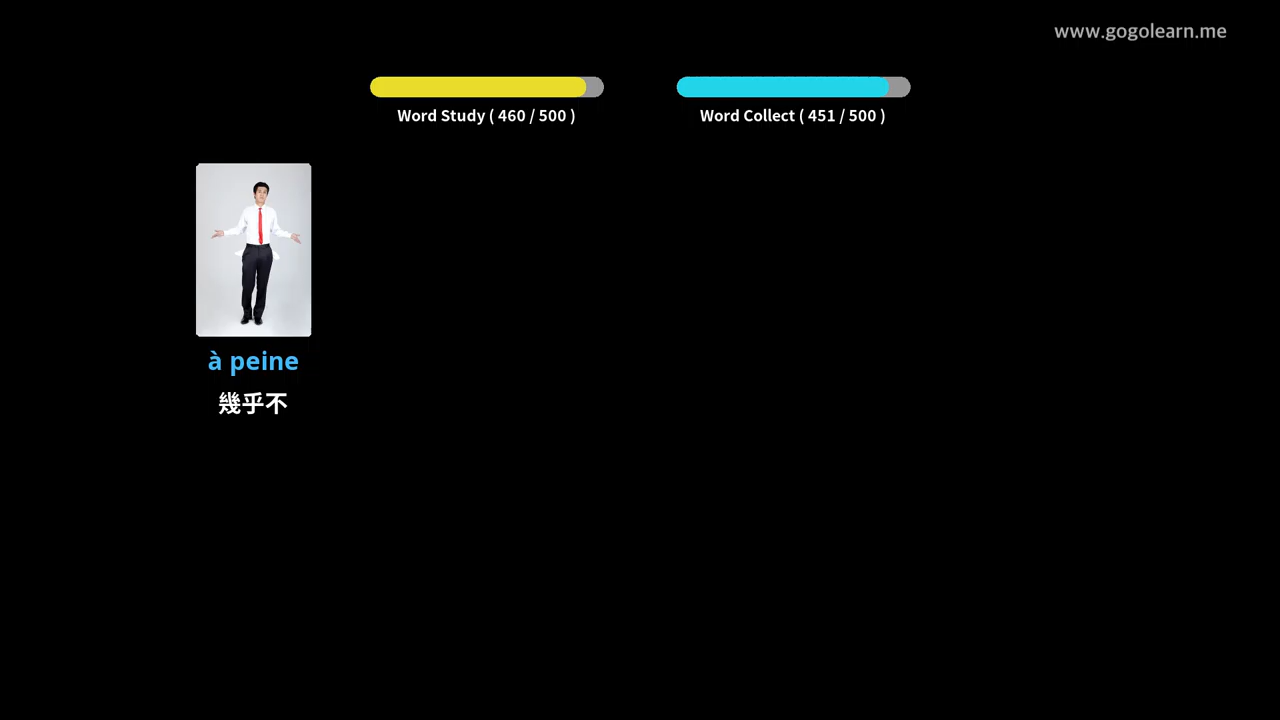 www.gogolearn.me
Word Study ( 460 / 500 )
Word Collect ( 451 / 500 )
à peine
幾乎不